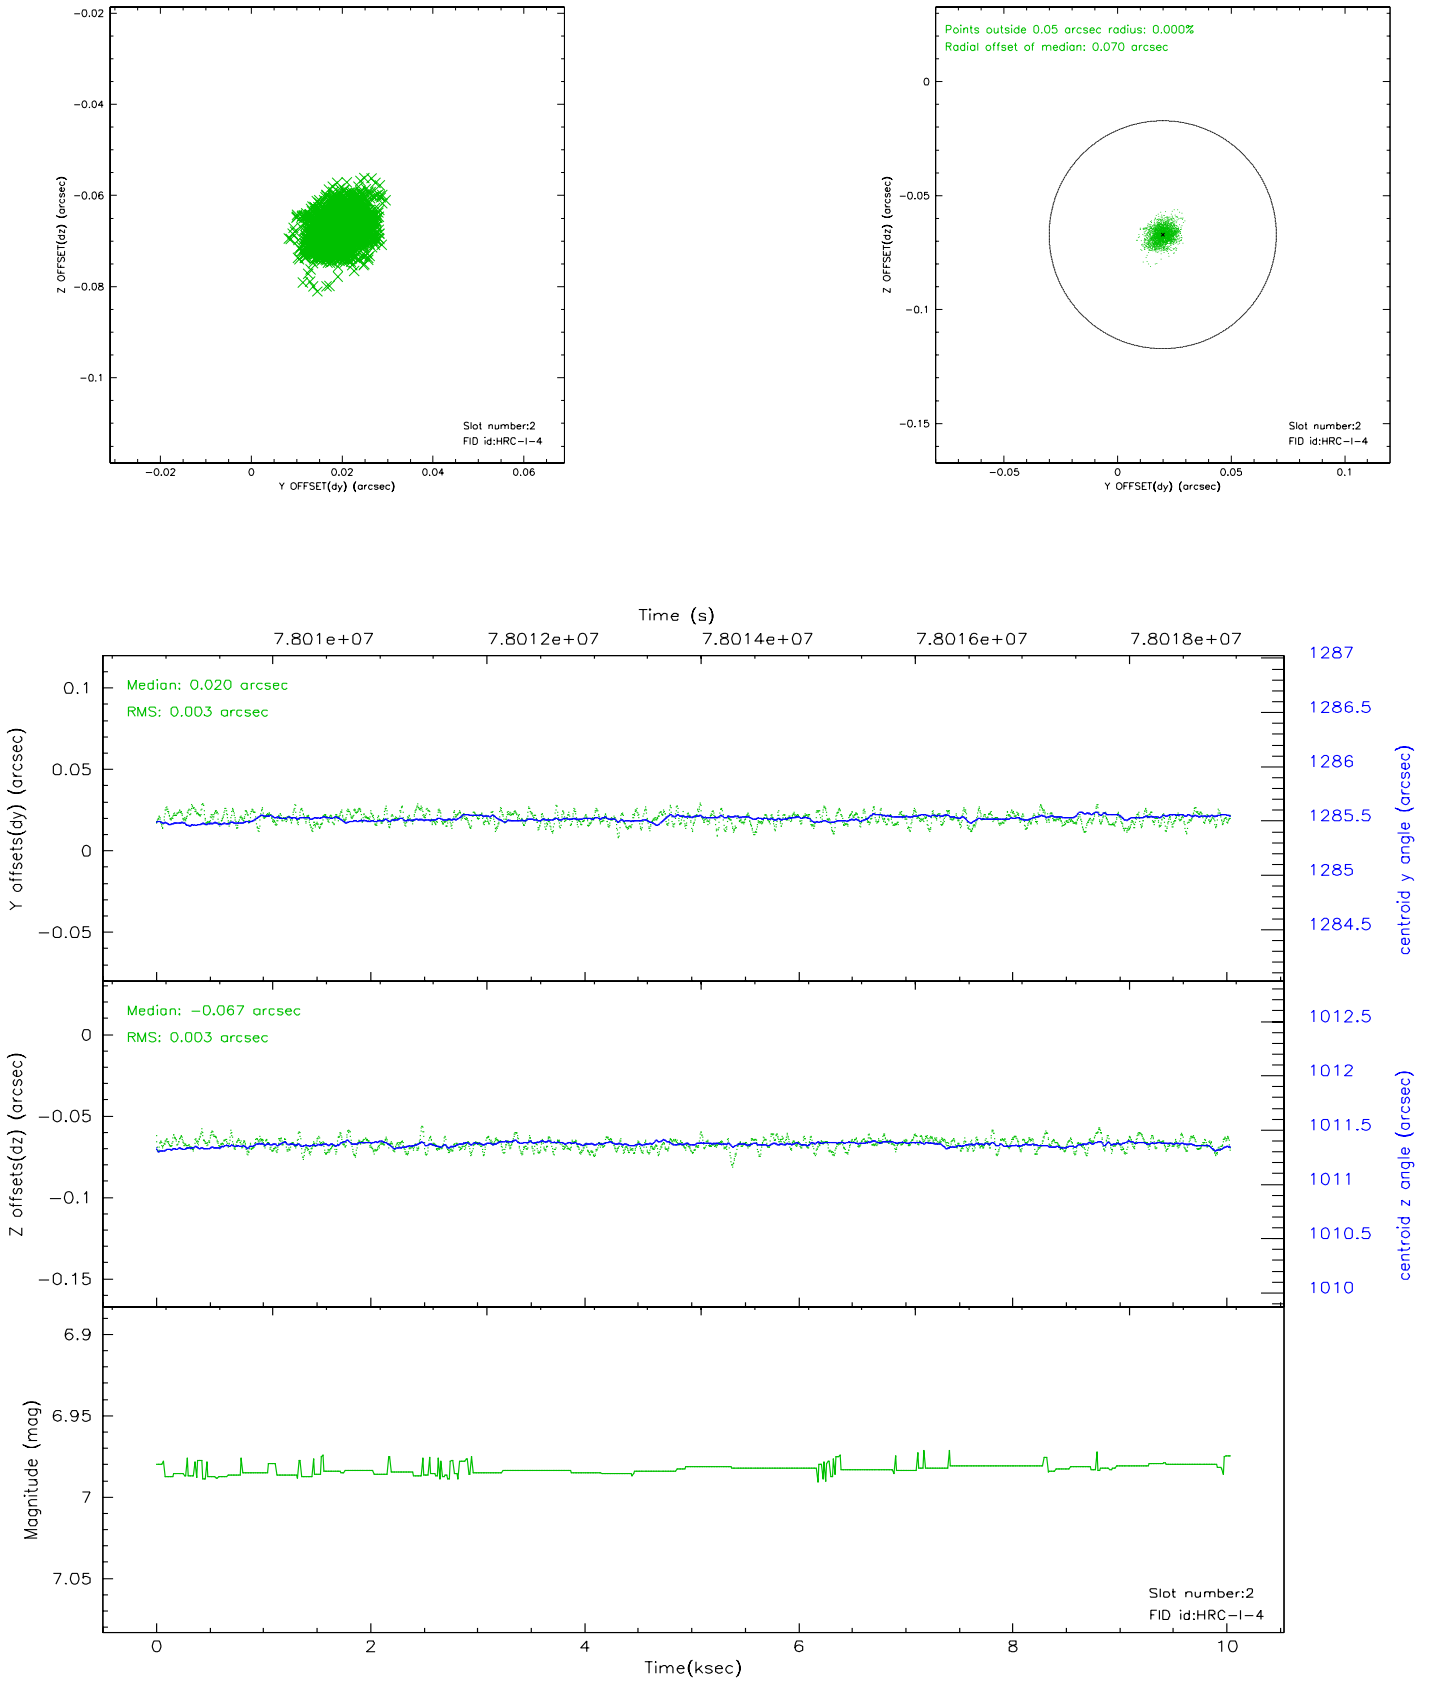 −0.02
−0.04
−0.06
−0.08
−0.1
Z OFFSET(dz) (arcsec)
Slot number:2
FID id:HRC−I−4
−0.02 0 0.02 0.04 0.06
Y OFFSET(dy) (arcsec)
Points outside 0.05 arcsec radius: 0.000%
Radial offset of median: 0.070 arcsec
0
−0.05
−0.1
−0.15
Z OFFSET(dz) (arcsec)
Slot number:2
FID id:HRC−I−4
−0.05 0 0.05 0.1
Y OFFSET(dy) (arcsec)
Time (s)
7.801e+07 7.8012e+07 7.8014e+07 7.8016e+07 7.8018e+07
Median: 0.020 arcsec
RMS: 0.003 arcsec
0.1
0.05
0
−0.05
Y offsets(dy) (arcsec)
1287
1286.5
1286
1285.5
1285
1284.5
centroid y angle (arcsec)
Median: −0.067 arcsec
RMS: 0.003 arcsec
0
−0.05
−0.1
−0.15
Z offsets(dz) (arcsec)
1012.5
1012
1011.5
1011
1010.5
1010
centroid z angle (arcsec)
6.9
6.95
7
7.05
Magnitude (mag)
Slot number:2
FID id:HRC−I−4
0 2 4 6 8 10
Time(ksec)